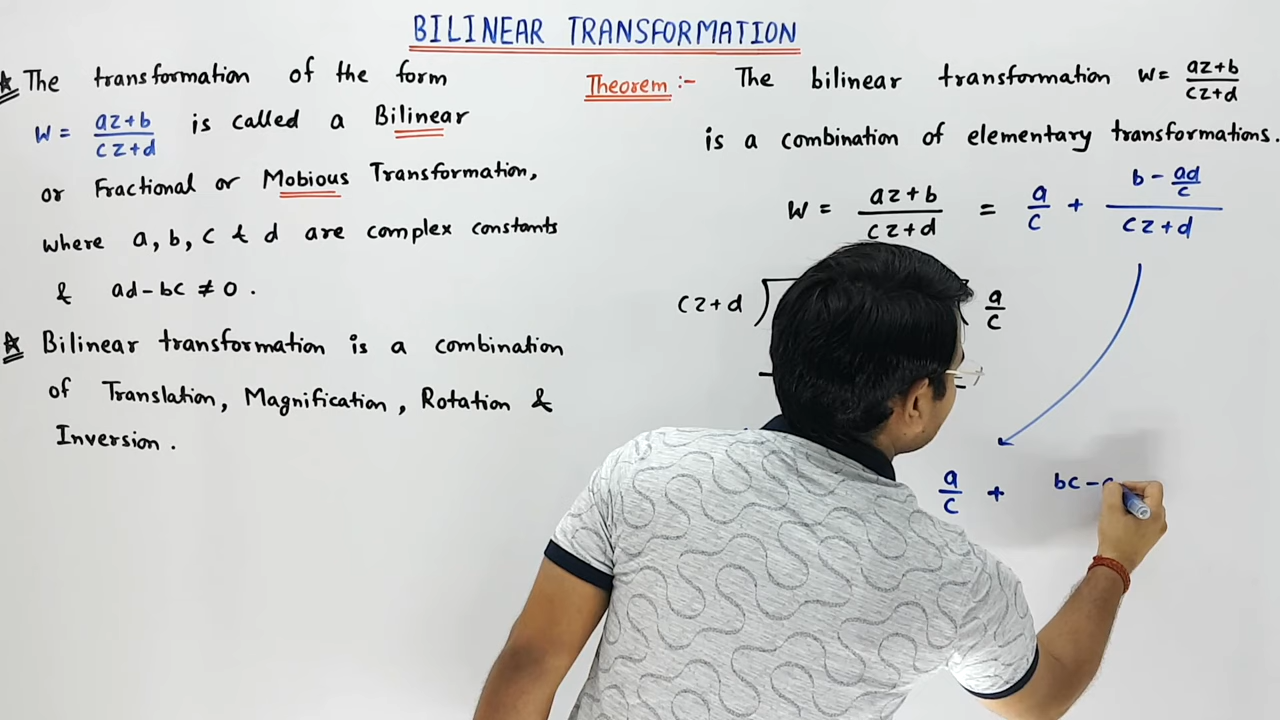 BILINEAR TRANSFORMATION
☆ The transformation of the form
w = az+b / cz+d is called a Bilinear
or Fractional or Mobious Transformation,
where a, b, c & d are complex constants
& ad-bc ≠ 0.
☆ Bilinear transformation is a combination
of Translation, Magnification, Rotation &
Inversion.
Theorem :- The bilinear transformation w = az+b / cz+d
is a combination of elementary transformations.
w = az+b / cz+d = a/c + b - ad/c / cz+d
cz+d ) a/c
a/c + bc -